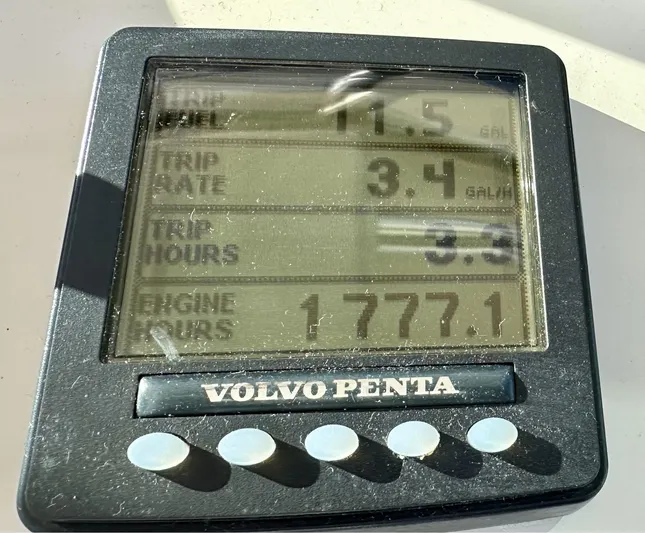 TRIP
FUEL 11.5 GAL
TRIP
RATE 3.4 GAL/H
TRIP
HOURS 3.3
ENGINE
HOURS 1777.1
VOLVO PENTA